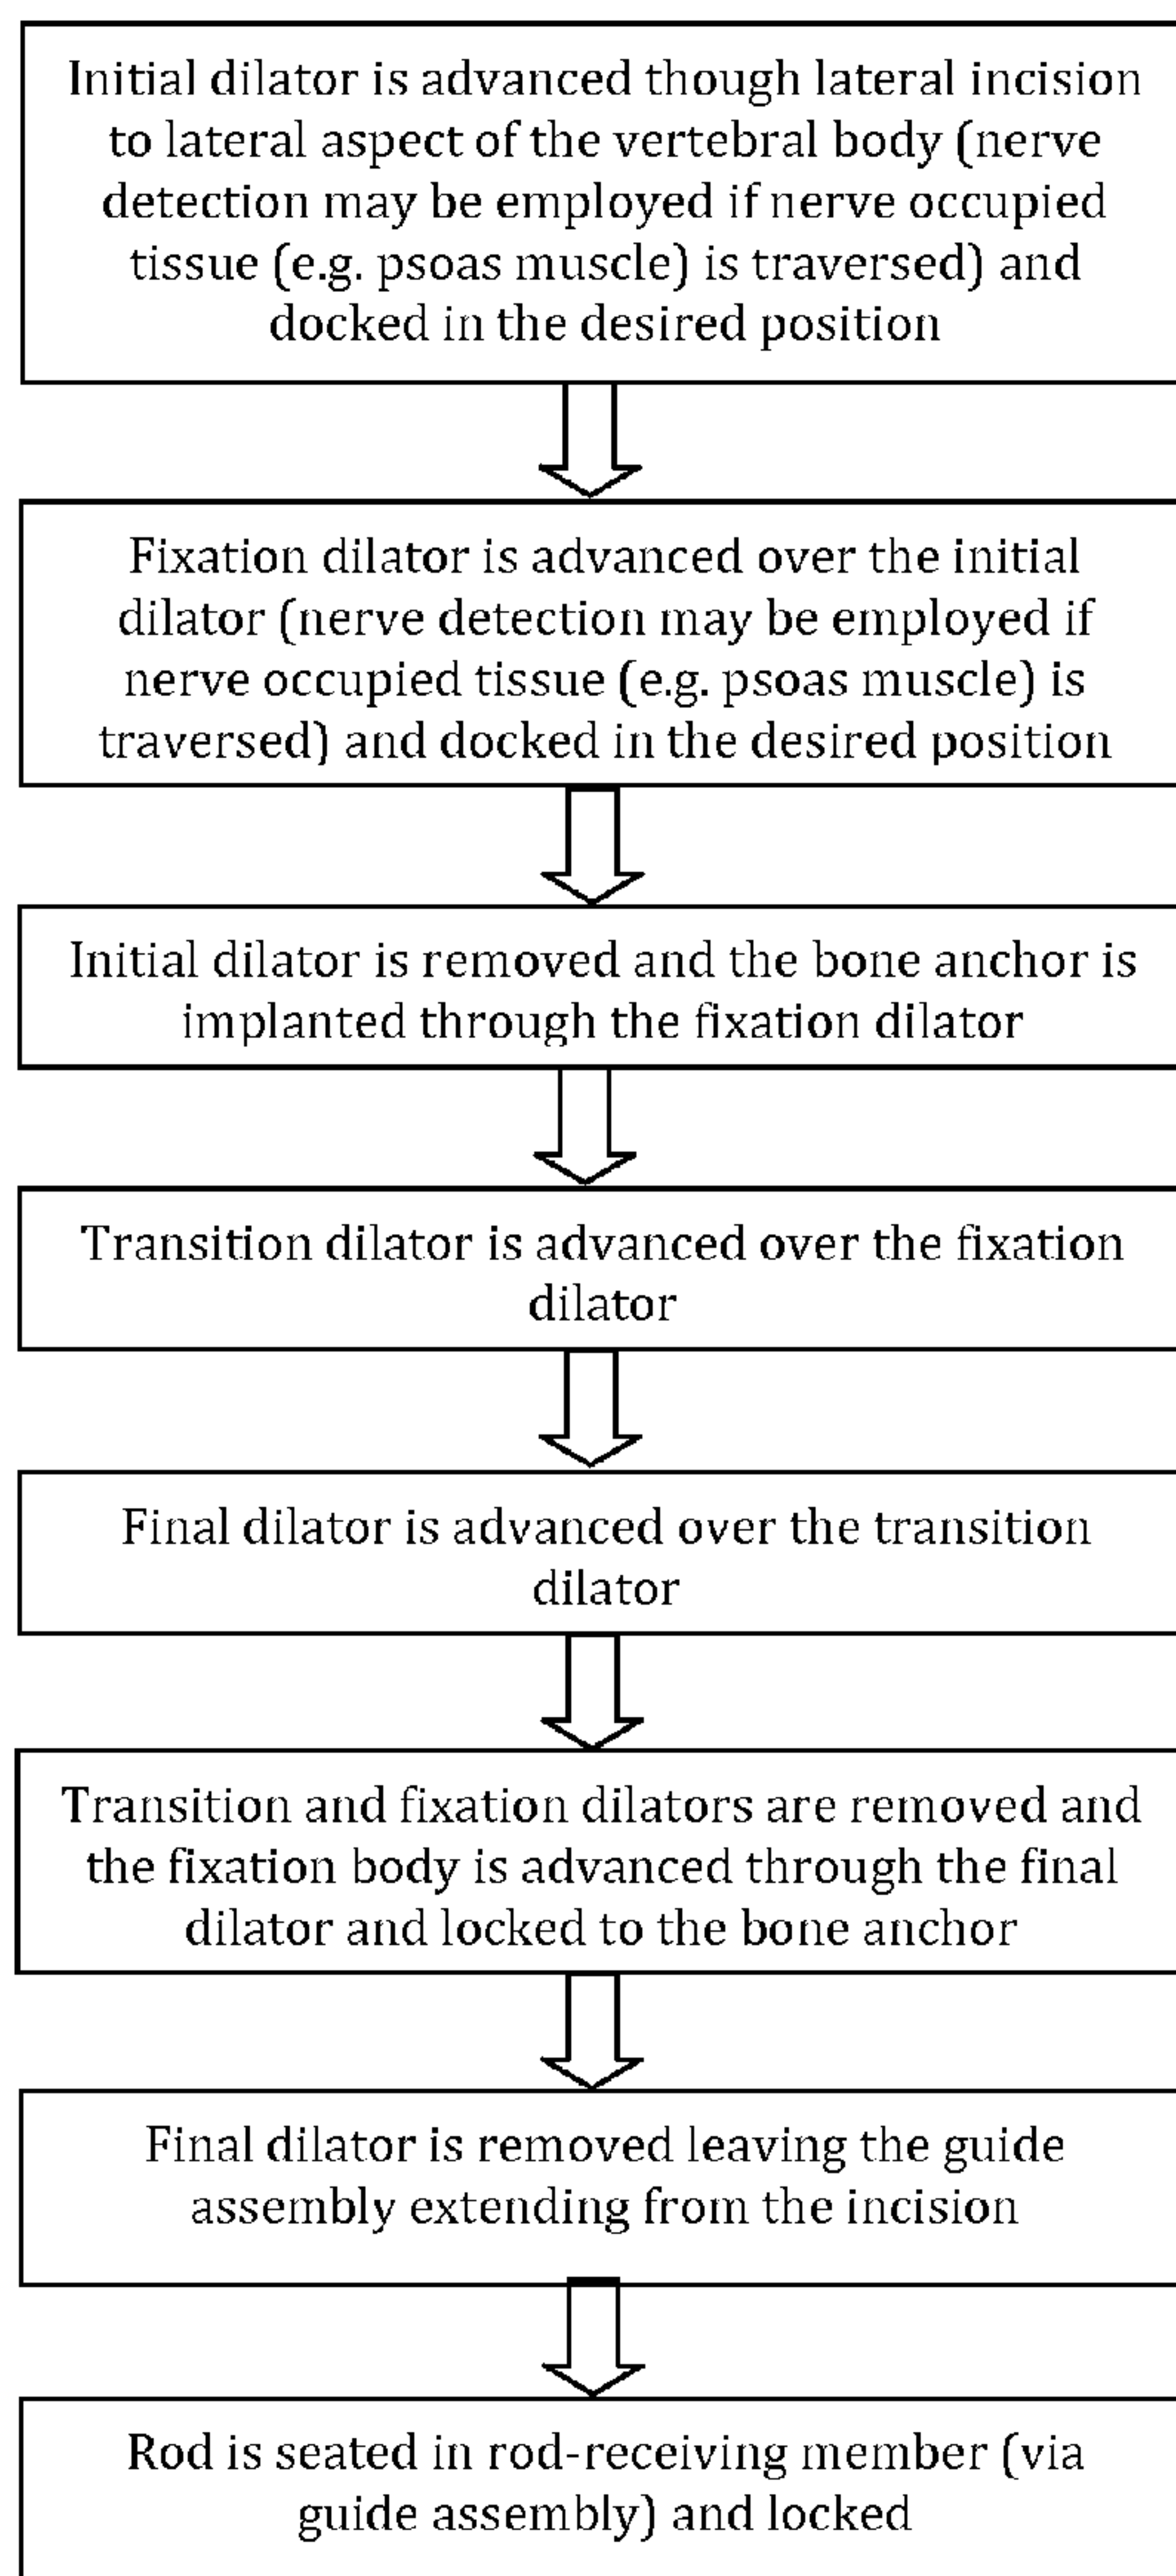 Initial dilator is advanced though lateral incision
to lateral aspect of the vertebral body (nerve
detection may be employed if nerve occupied
tissue (e.g. psoas muscle) is traversed) and
docked in the desired position
Fixation dilator is advanced over the initial
dilator (nerve detection may be employed if
nerve occupied tissue (e.g. psoas muscle) is
traversed) and docked in the desired position
Initial dilator is removed and the bone anchor is
implanted through the fixation dilator
Transition dilator is advanced over the fixation
dilator
Final dilator is advanced over the transition
dilator
Transition and fixation dilators are removed and
the fixation body is advanced through the final
dilator and locked to the bone anchor
Final dilator is removed leaving the guide
assembly extending from the incision
Rod is seated in rod-receiving member (via
guide assembly) and locked